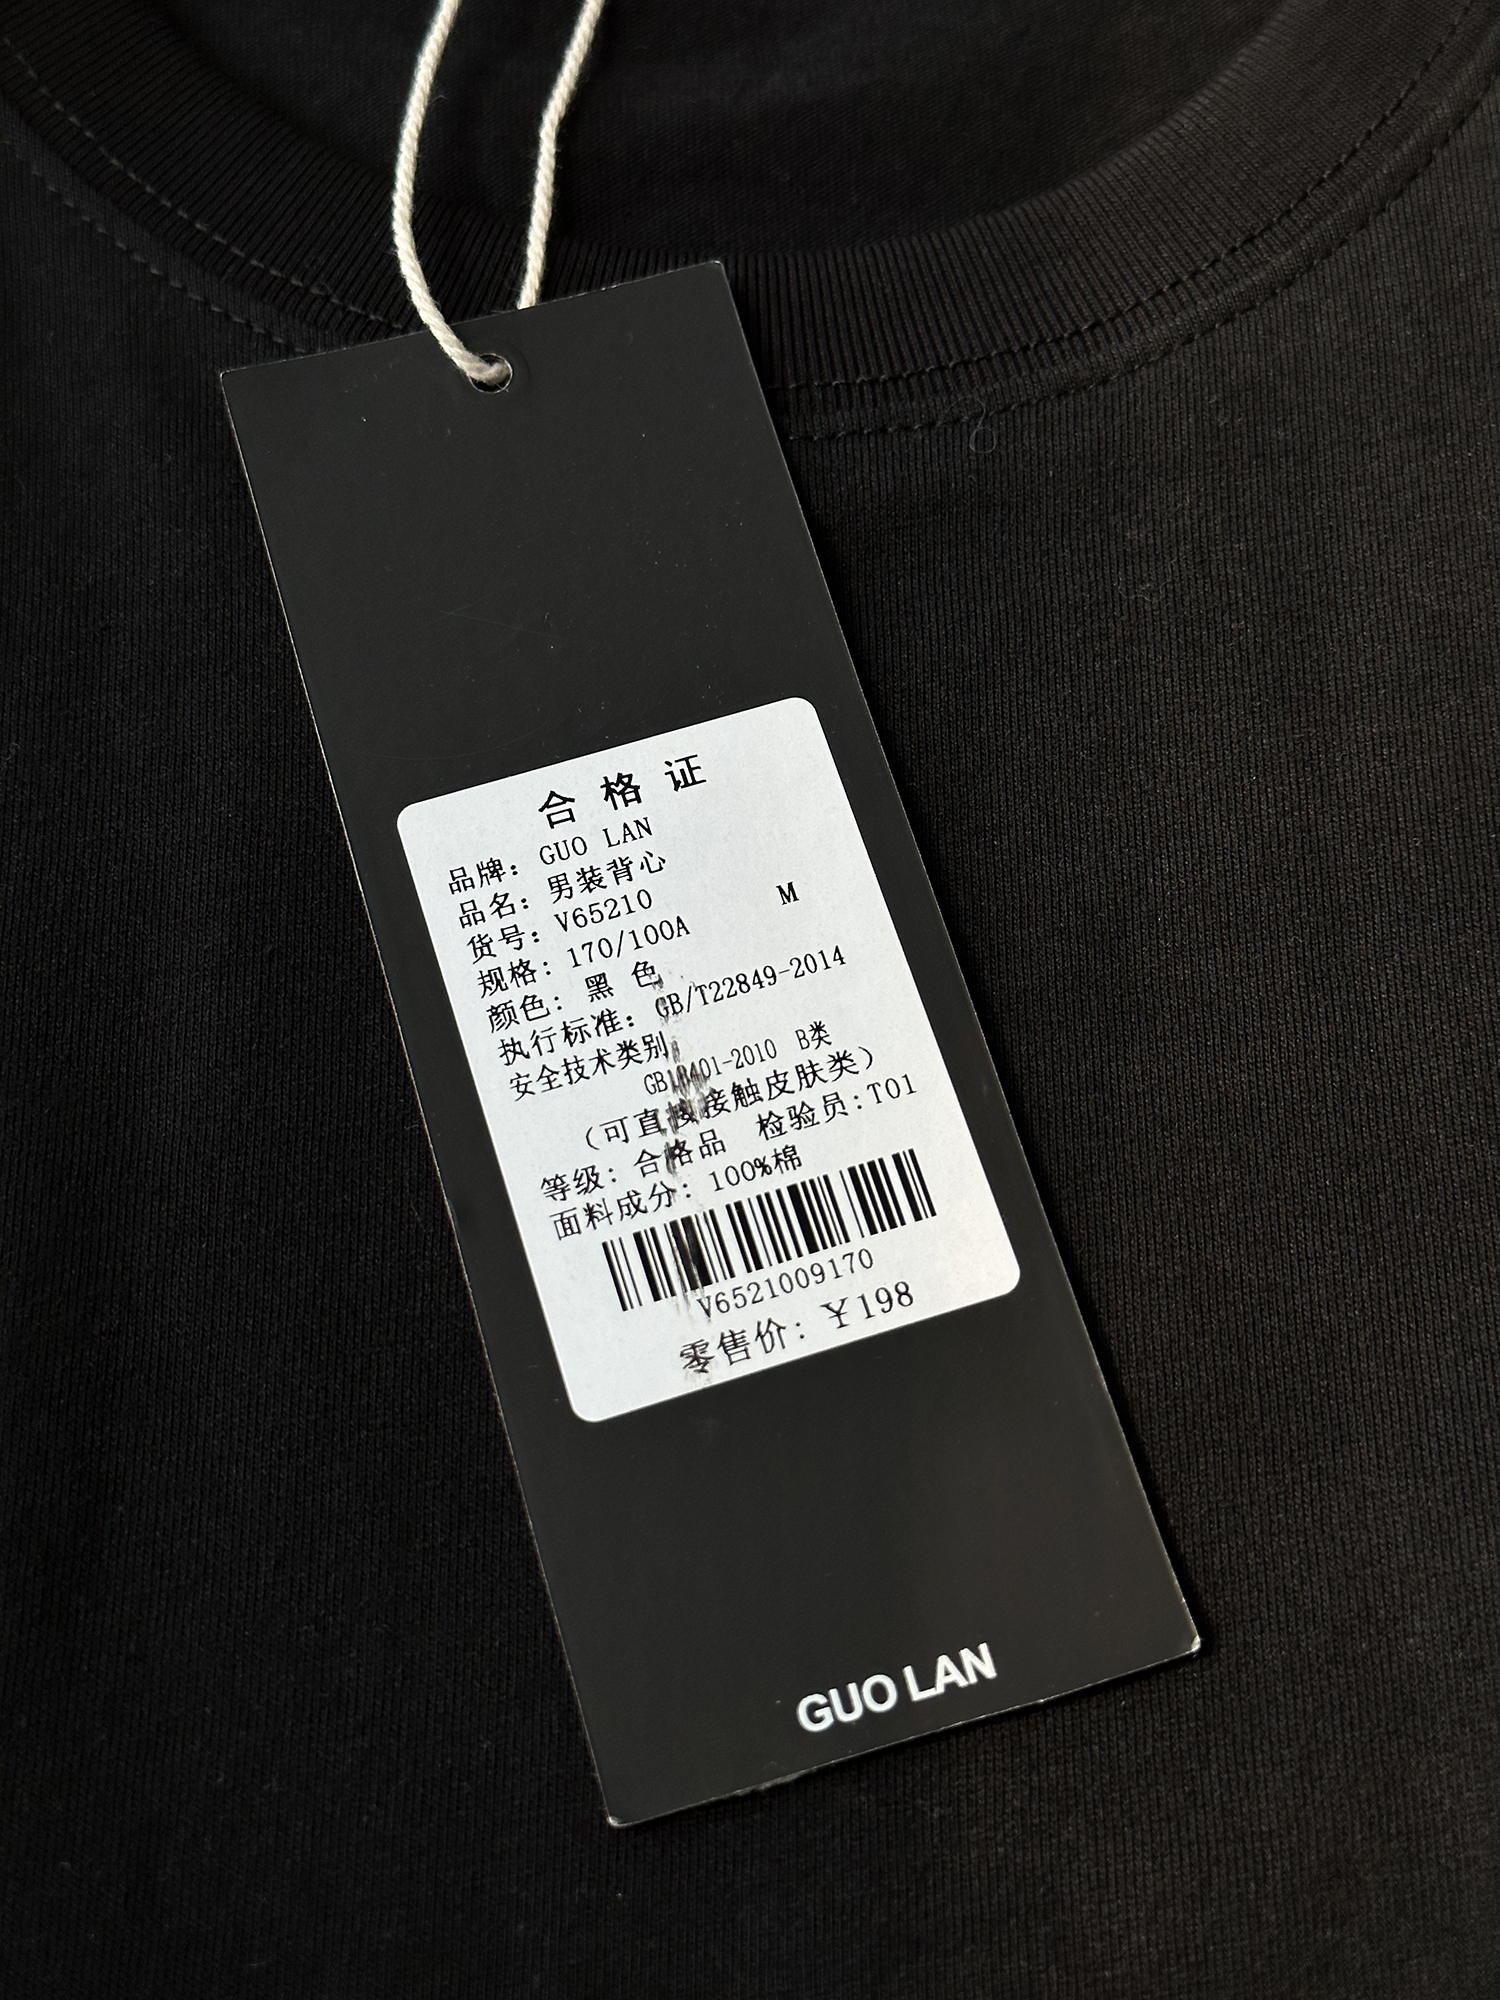 合格证
品牌：GUO LAN
品名：男装背心
货号：V65210
规格：170/100A M
颜色：黑 色
执行标准：GB/T22849-2014
安全技术类别:
GB18401-2010 B类
（可直接接触皮肤类）
等级：合格品 检验员:T01
面料成分：100%棉
V6521009170
零售价：￥198
GUO LAN